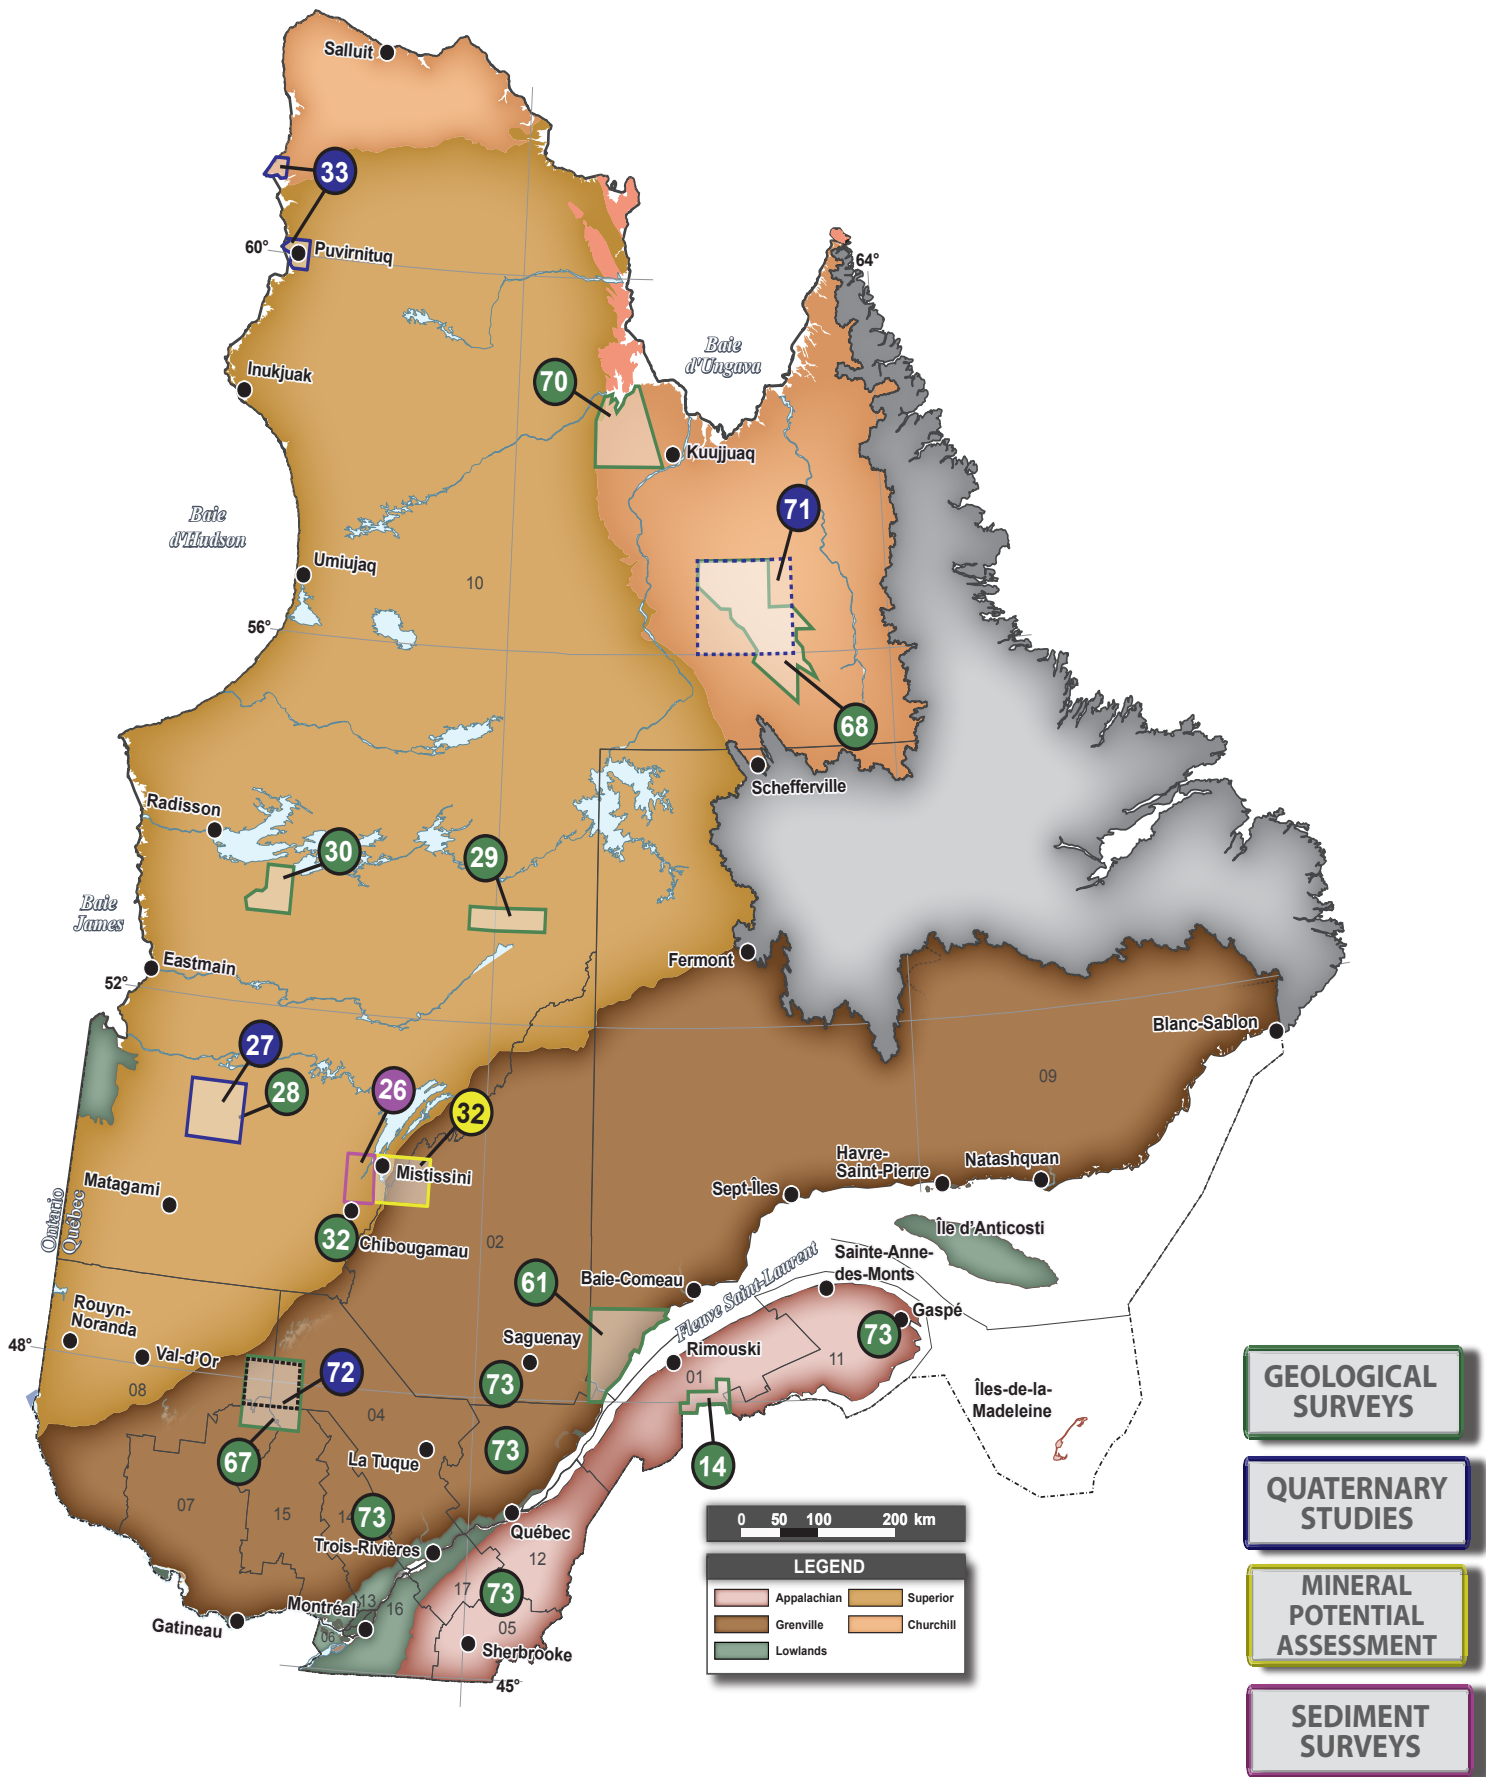 Salluit
33
60°
Puvirnituq
64°
Baie
d'Ungava
Inukjuak
70
Kuujjuaq
71
Baie
d'Hudson
Umiujaq
10
56°
68
Schefferville
Radisson
30
29
Baie
James
Eastmain
Fermont
52°
Blanc-Sablon
27
28
26
32
09
Mistissini
Matagami
Havre-
Saint-Pierre
Natashquan
Sept-Îles
Ontario
Québec
32
Chibougamau
02
Île d'Anticosti
Sainte-Anne-
des-Monts
61
Baie-Comeau
Fleuve Saint-Laurent
Gaspé
73
Rouyn-
Noranda
48°
Val-d'Or
Saguenay
Rimouski
11
01
08
72
73
04
Îles-de-la-
Madeleine
67
La Tuque
73
14
07
15
14
73
Québec
Trois-Rivières
12
17
73
13
16
Montréal
06
05
Gatineau
Sherbrooke
45°
0 50 100 200 km
LEGEND
Appalachian
Superior
Grenville
Churchill
Lowlands
GEOLOGICAL
SURVEYS
QUATERNARY
STUDIES
MINERAL
POTENTIAL
ASSESSMENT
SEDIMENT
SURVEYS